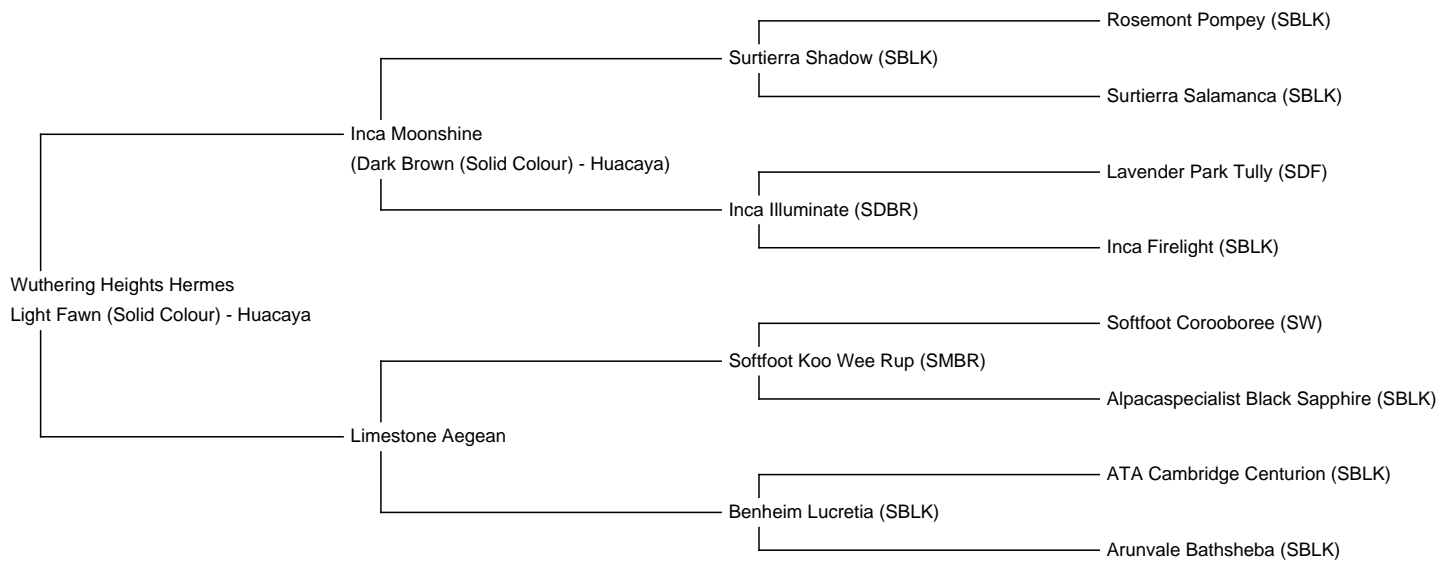 Rosemont Pompey (SBLK)
Surtierra Shadow (SBLK)
Surtierra Salamanca (SBLK)
Inca Moonshine
(Dark Brown (Solid Colour) - Huacaya)
Lavender Park Tully (SDF)
Inca Illuminate (SDBR)
Inca Firelight (SBLK)
Wuthering Heights Hermes
Light Fawn (Solid Colour) - Huacaya
Softfoot Corooboree (SW)
Softfoot Koo Wee Rup (SMBR)
Alpacaspecialist Black Sapphire (SBLK)
Limestone Aegean
ATA Cambridge Centurion (SBLK)
Benheim Lucretia (SBLK)
Arunvale Bathsheba (SBLK)